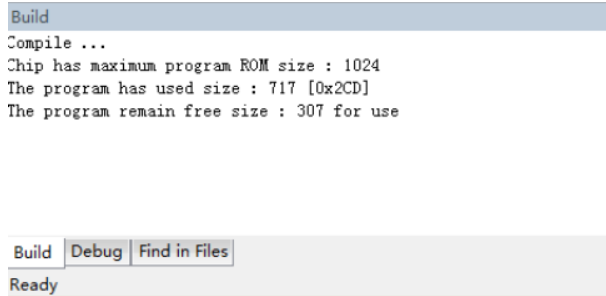 Build
Compile ...
Chip has maximum program ROM size : 1024
The program has used size : 717 [0x2CD]
The program remain free size : 307 for use
Build Debug Find in Files
Ready